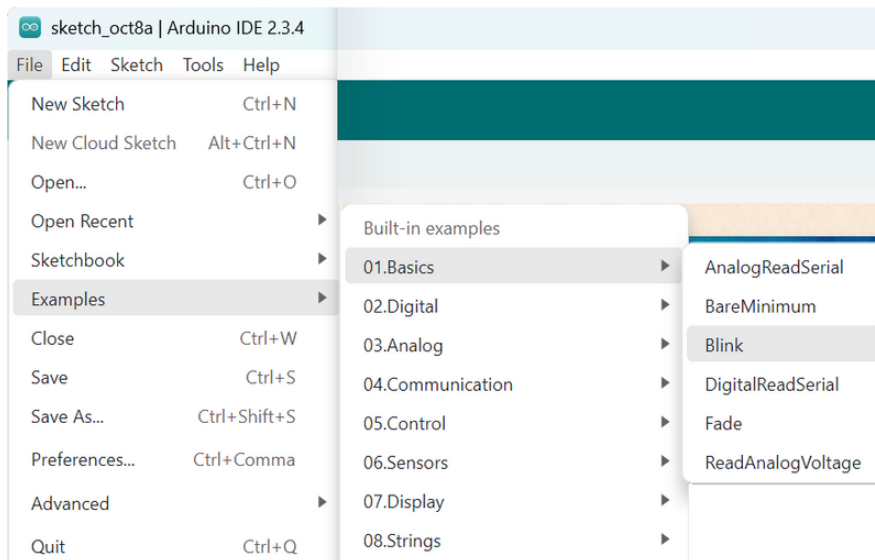 sketch_oct8a | Arduino IDE 2.3.4
File Edit Sketch Tools Help
New Sketch Ctrl+N
New Cloud Sketch Alt+Ctrl+N
Open... Ctrl+O
Open Recent
Sketchbook
Examples
Close Ctrl+W
Save Ctrl+S
Save As... Ctrl+Shift+S
Preferences... Ctrl+Comma
Advanced
Quit Ctrl+Q
Built-in examples
01.Basics
02.Digital
03.Analog
04.Communication
05.Control
06.Sensors
07.Display
08.Strings
AnalogReadSerial
BareMinimum
Blink
DigitalReadSerial
Fade
ReadAnalogVoltage